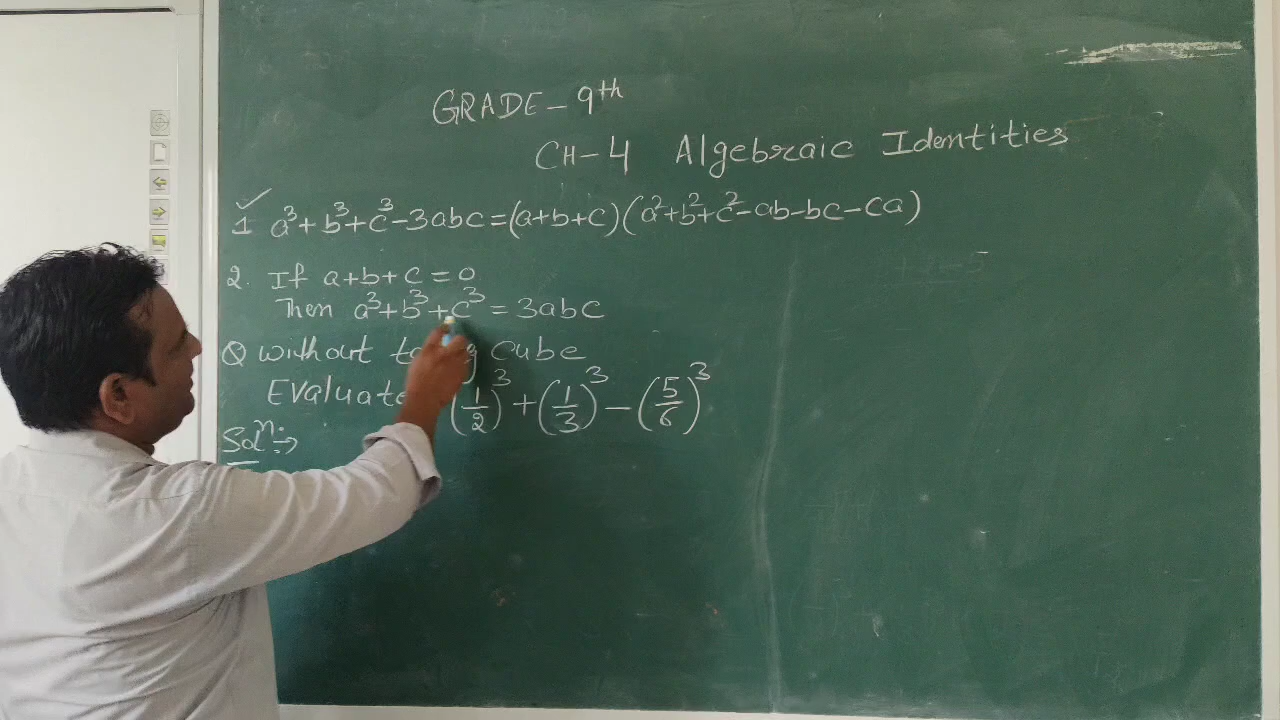 GRADE - 9th
CH-4 Algebraic Identities
1 a³+b³+c³-3abc=(a+b+c)(a²+b²+c²-ab-bc-ca)
2. If a+b+c=0
Then a³+b³+c³=3abc
Q without cube
Evaluate (1/2)³+(1/3)³-(5/6)³
Solⁿ:→